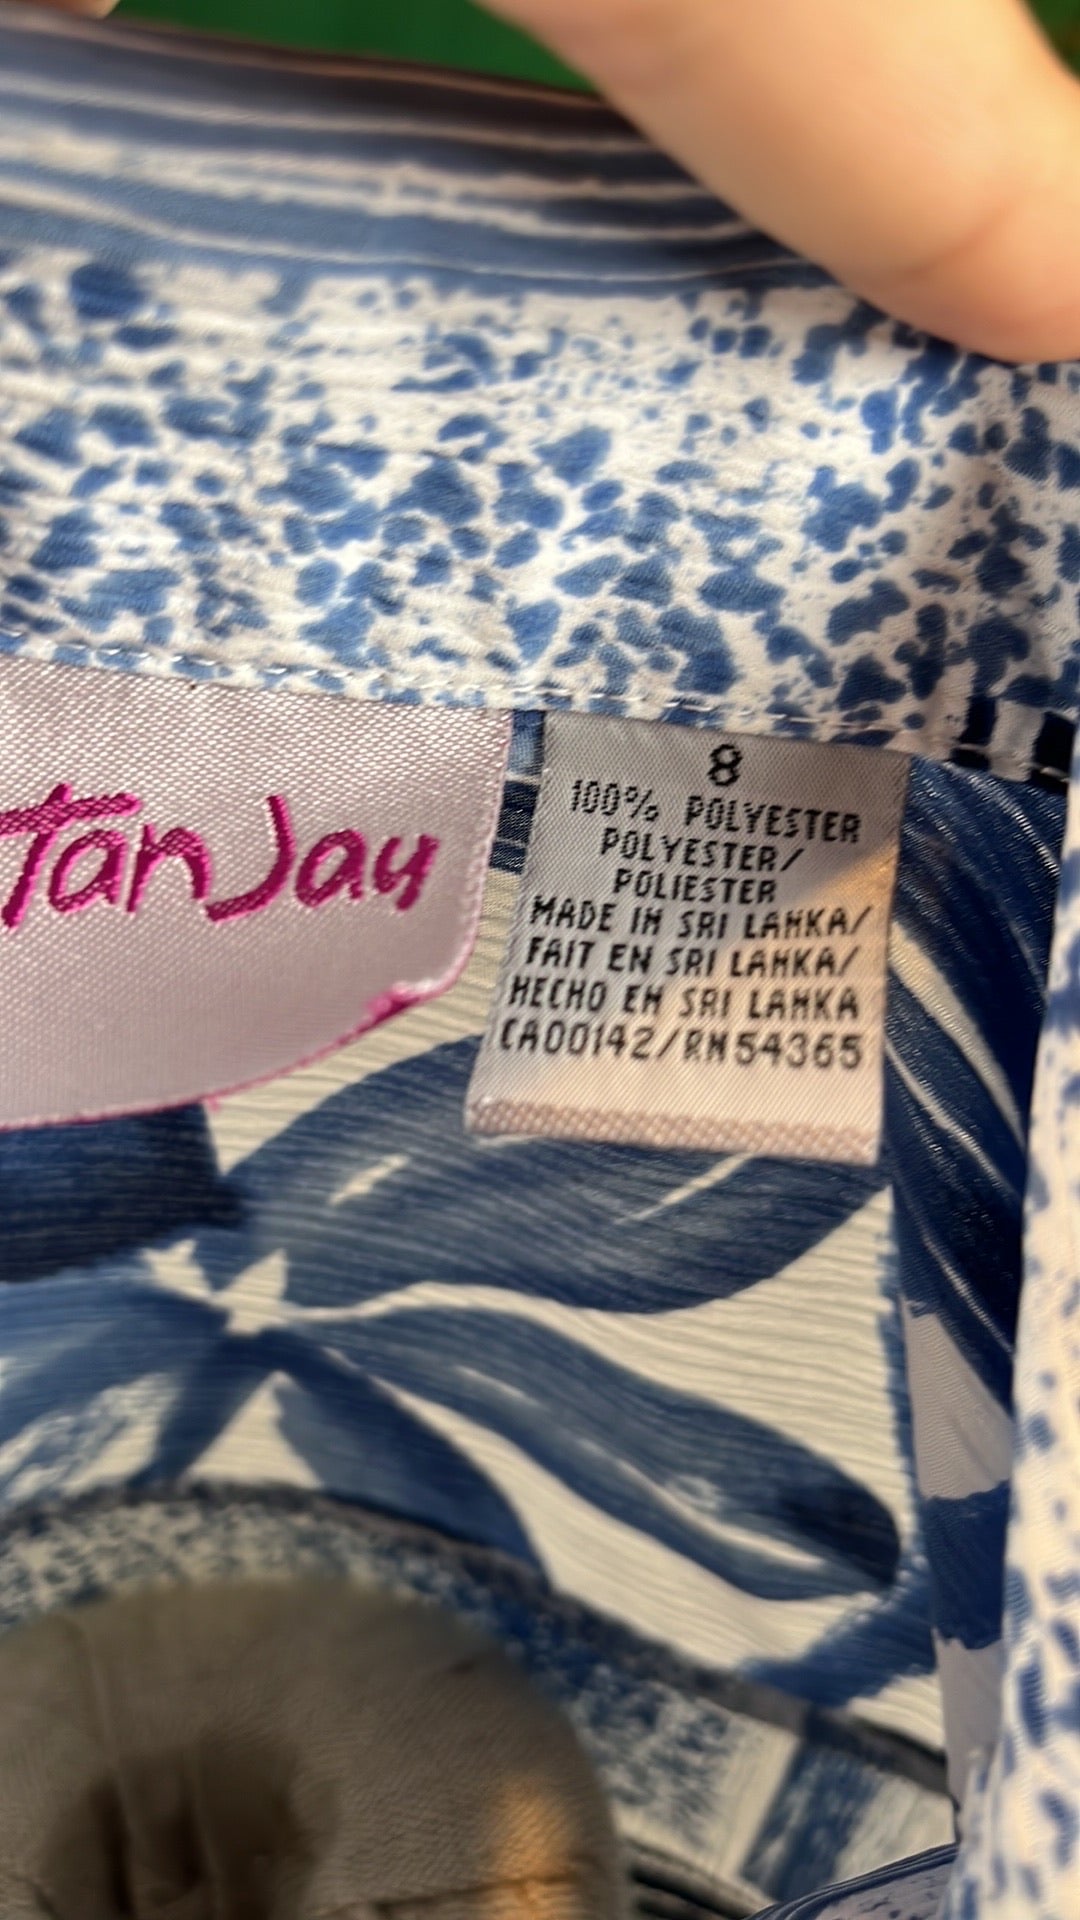 TanJay
8
100% POLYESTER
POLYESTER/
POLIESTER
MADE IN SRI LANKA/
FAIT EN SRI LANKA/
HECHO EN SRI LANKA
CA00142/RN54365